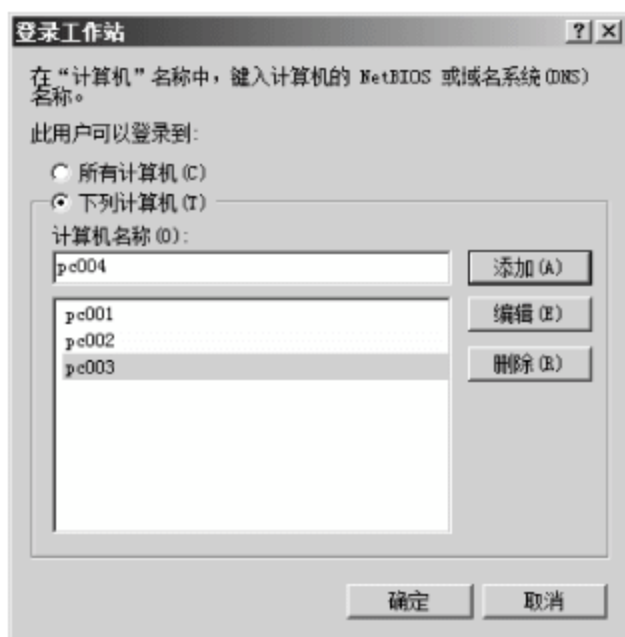 登录工作站
在“计算机”名称中，键入计算机的 NetBIOS 或域名系统(DNS)
名称。
此用户可以登录到:
所有计算机(C)
下列计算机(T)
计算机名称(O):
pc004
添加(A)
pc001
编辑(E)
pc002
pc003
删除(R)
确定
取消